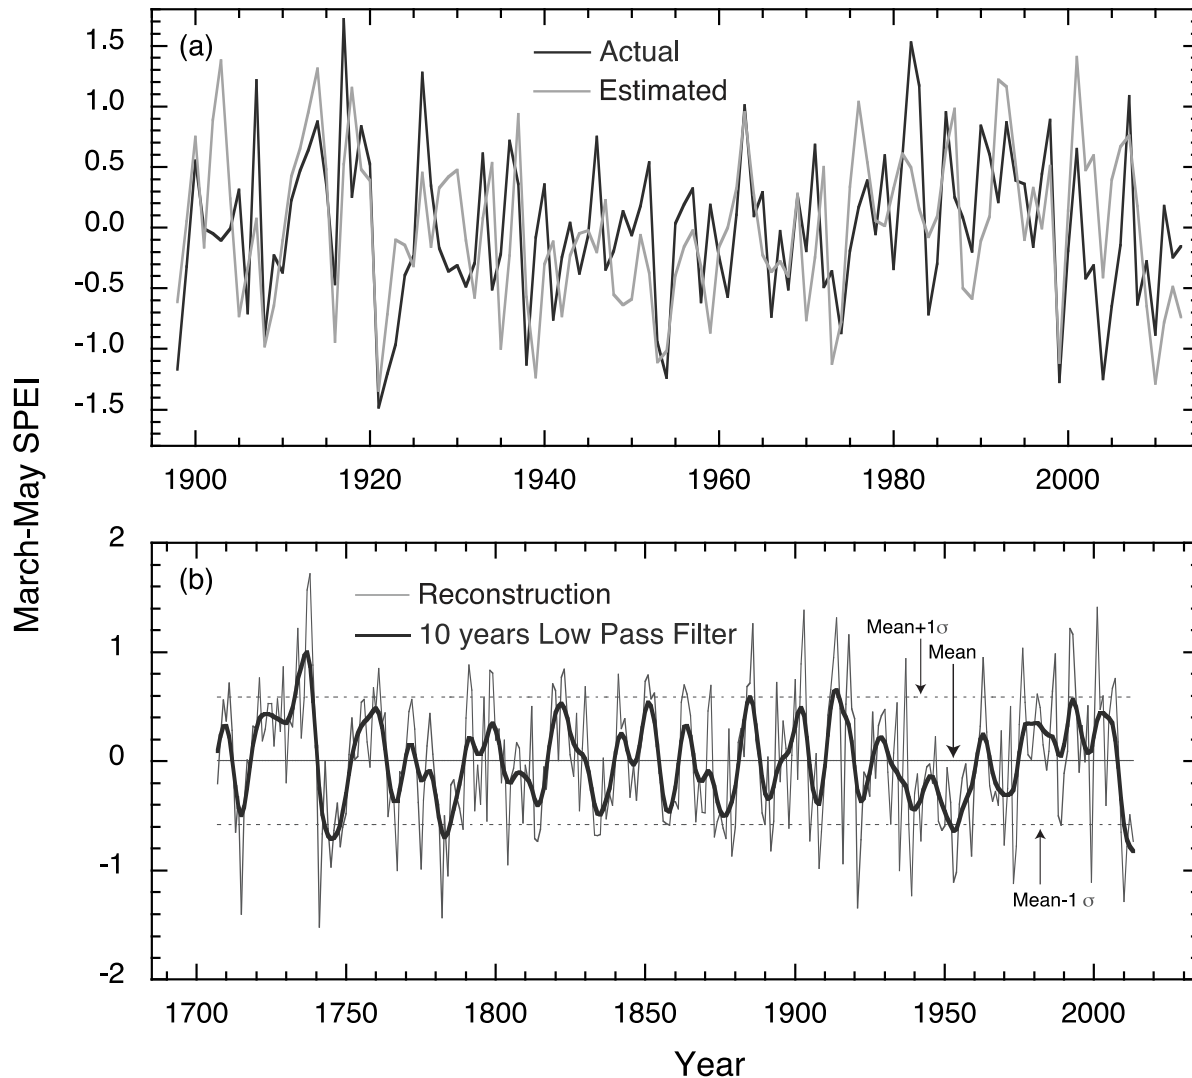 (a)
Actual
Estimated
1.5
1.0
0.5
0.0
-0.5
-1.0
-1.5
1900 1920 1940 1960 1980 2000
March-May SPEI
(b)
Reconstruction
10 years Low Pass Filter
Mean+1σ
Mean
Mean-1 σ
2
1
0
-1
-2
1700 1750 1800 1850 1900 1950 2000
Year